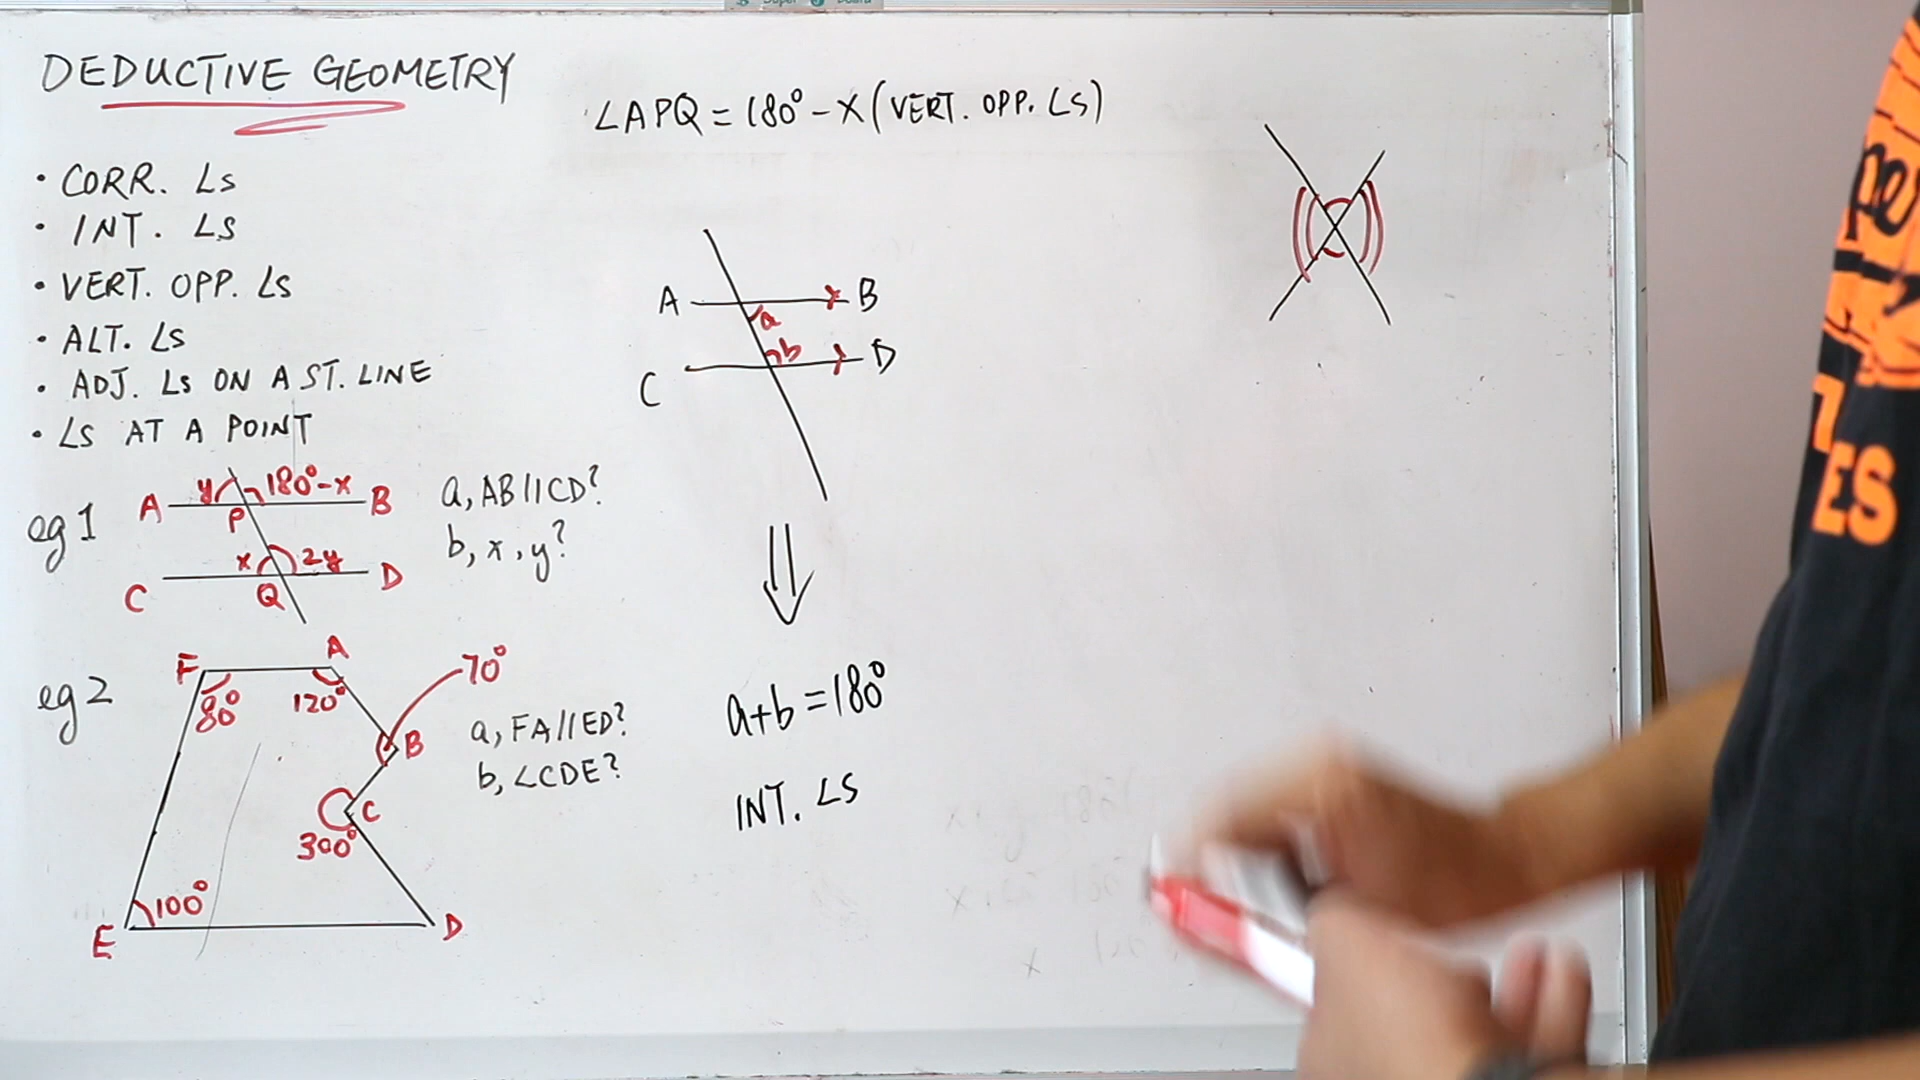 DEDUCTIVE GEOMETRY
∠APQ = 180° - x (VERT. OPP. ∠S)
• CORR. ∠S
• INT. ∠S
• VERT. OPP. ∠S
• ALT. ∠S
• ADJ. ∠S ON A ST. LINE
• ∠S AT A POINT
A B
a
b
C D
eg 1
y 180°-x
A P B
x 2y
C Q D
a, AB//CD?
b, x, y?
eg 2
F A
80° 120°
70°
B
C
300°
100°
E D
a, FA//ED?
b, ∠CDE?
a+b = 180°
INT. ∠S
ES